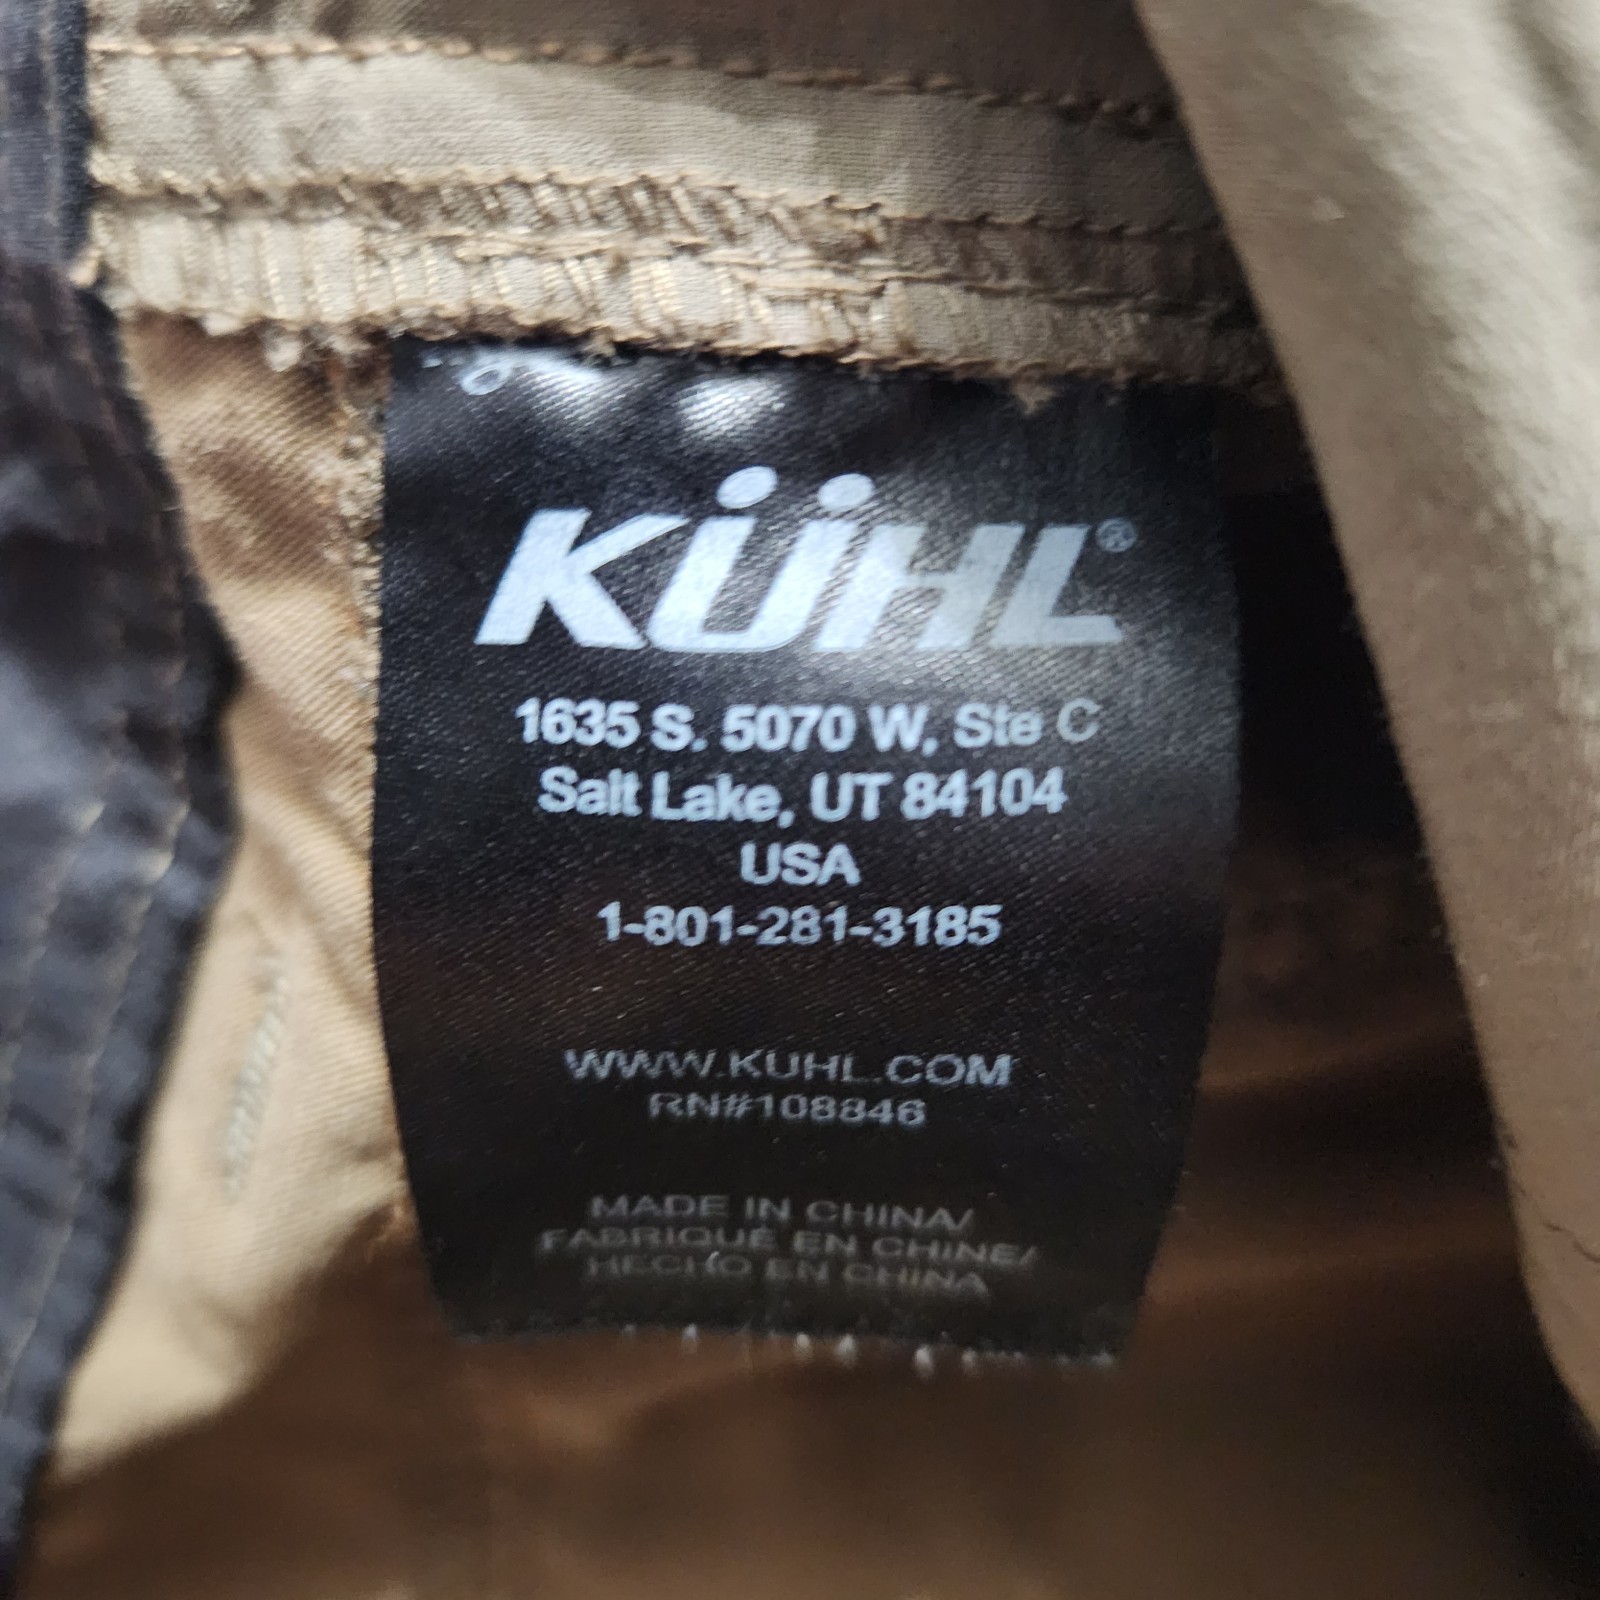 KÜHL®
1635 S. 5070 W, Ste C
Salt Lake, UT 84104
USA
1-801-281-3185
WWW.KUHL.COM
RN#108846
MADE IN CHINA/
FABRIQUÉ EN CHINE/
HECHO EN CHINA